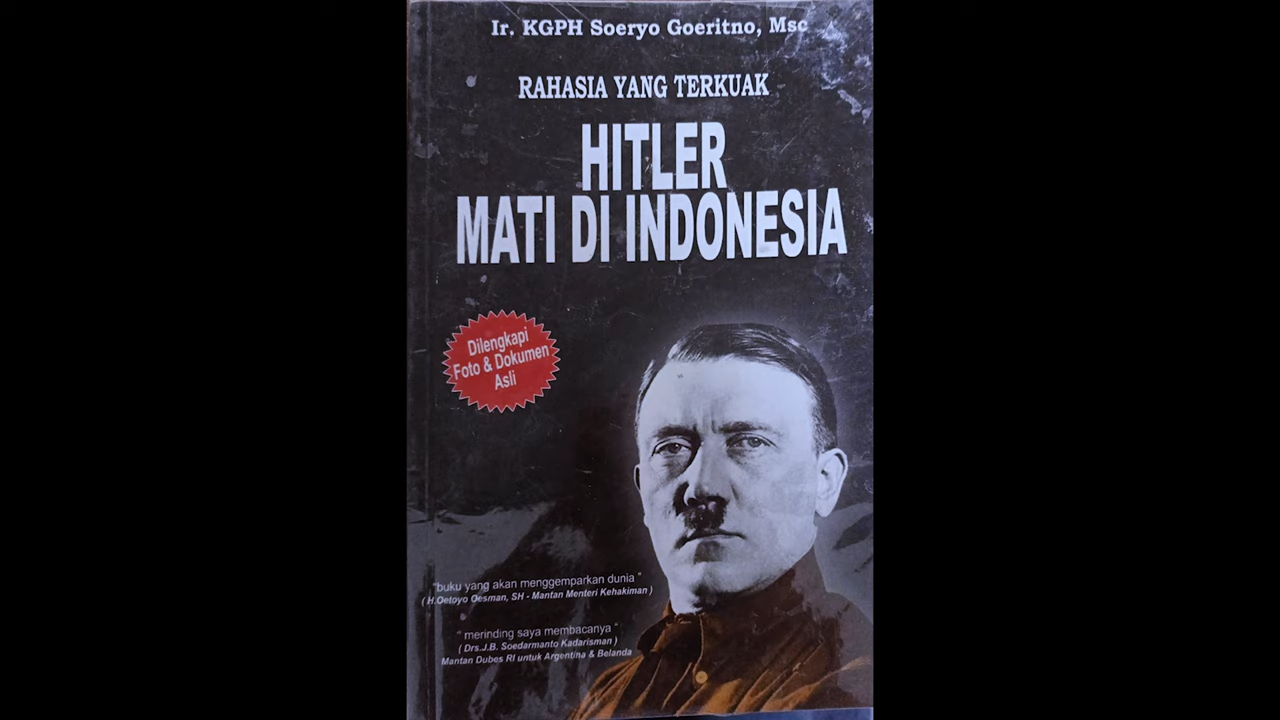 Ir. KGPH Soeryo Goeritno, Msc
RAHASIA YANG TERKUAK
HITLER
MATI DI INDONESIA
Dilengkapi
Foto & Dokumen
Asli
"buku yang akan menggemparkan dunia "
( H.Oetoyo Oesman, SH - Mantan Menteri Kehakiman )
" merinding saya membacanya "
( Drs.J.B. Soedarmanto Kadarisman )
Mantan Dubes RI untuk Argentina & Belanda